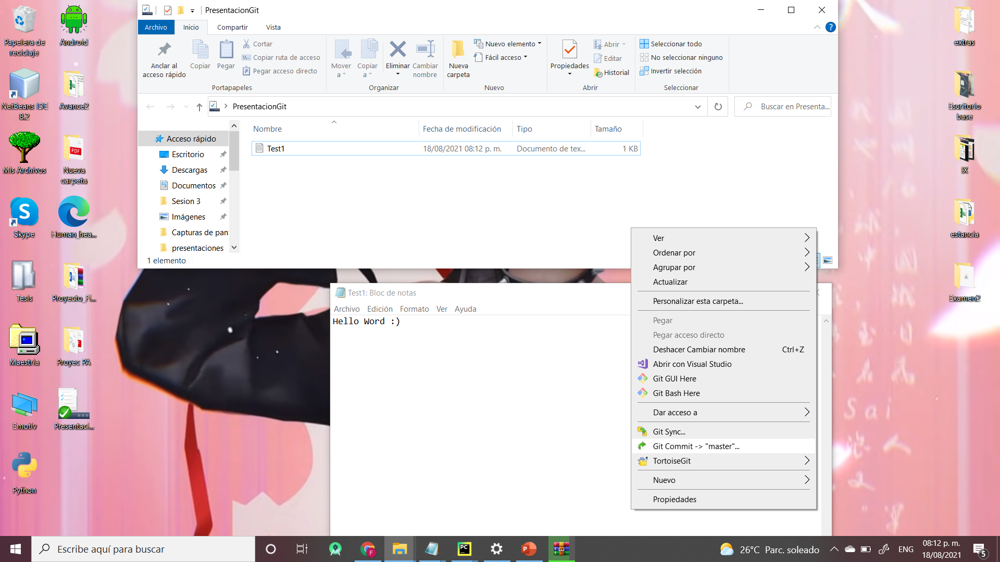 Papelera de
reciclaje
Android
NetBeans IDE
8.2
Avance2
Mis Archivos
Nueva
carpeta
Skype
Human_hea...
Tesis
Proyecto_Fi...
Maestria
Proyec PA
Emotiv
Presentaci...
Python
PresentacionGit
Archivo
Inicio
Compartir
Vista
Anclar al
acceso rápido
Copiar
Pegar
Cortar
Copiar ruta de acceso
Pegar acceso directo
Portapapeles
Mover
a
Copiar
a
Eliminar
Cambiar
nombre
Organizar
Nueva
carpeta
Nuevo elemento
Fácil acceso
Nuevo
Propiedades
Abrir
Editar
Historial
Abrir
Seleccionar todo
No seleccionar ninguno
Invertir selección
Seleccionar
PresentacionGit
Buscar en Presenta...
Nombre
Fecha de modificación
Tipo
Tamaño
Test1
18/08/2021 08:12 p. m.
Documento de tex...
1 KB
Acceso rápido
Escritorio
Descargas
Documentos
Sesion 3
Imágenes
Capturas de pan
presentaciones
1 elemento
Test1: Bloc de notas
Archivo
Edición
Formato
Ver
Ayuda
Hello Word :)
Ver
Ordenar por
Agrupar por
Actualizar
Personalizar esta carpeta...
Pegar
Pegar acceso directo
Deshacer Cambiar nombre Ctrl+Z
Abrir con Visual Studio
Git GUI Here
Git Bash Here
Dar acceso a
Git Sync...
Git Commit -> "master"...
TortoiseGit
Nuevo
Propiedades
extras
Escritorio
base
IX
estancia
Examen2
Sai
Escribe aquí para buscar
26°C Parc. soleado
ENG
08:12 p. m.
18/08/2021
5